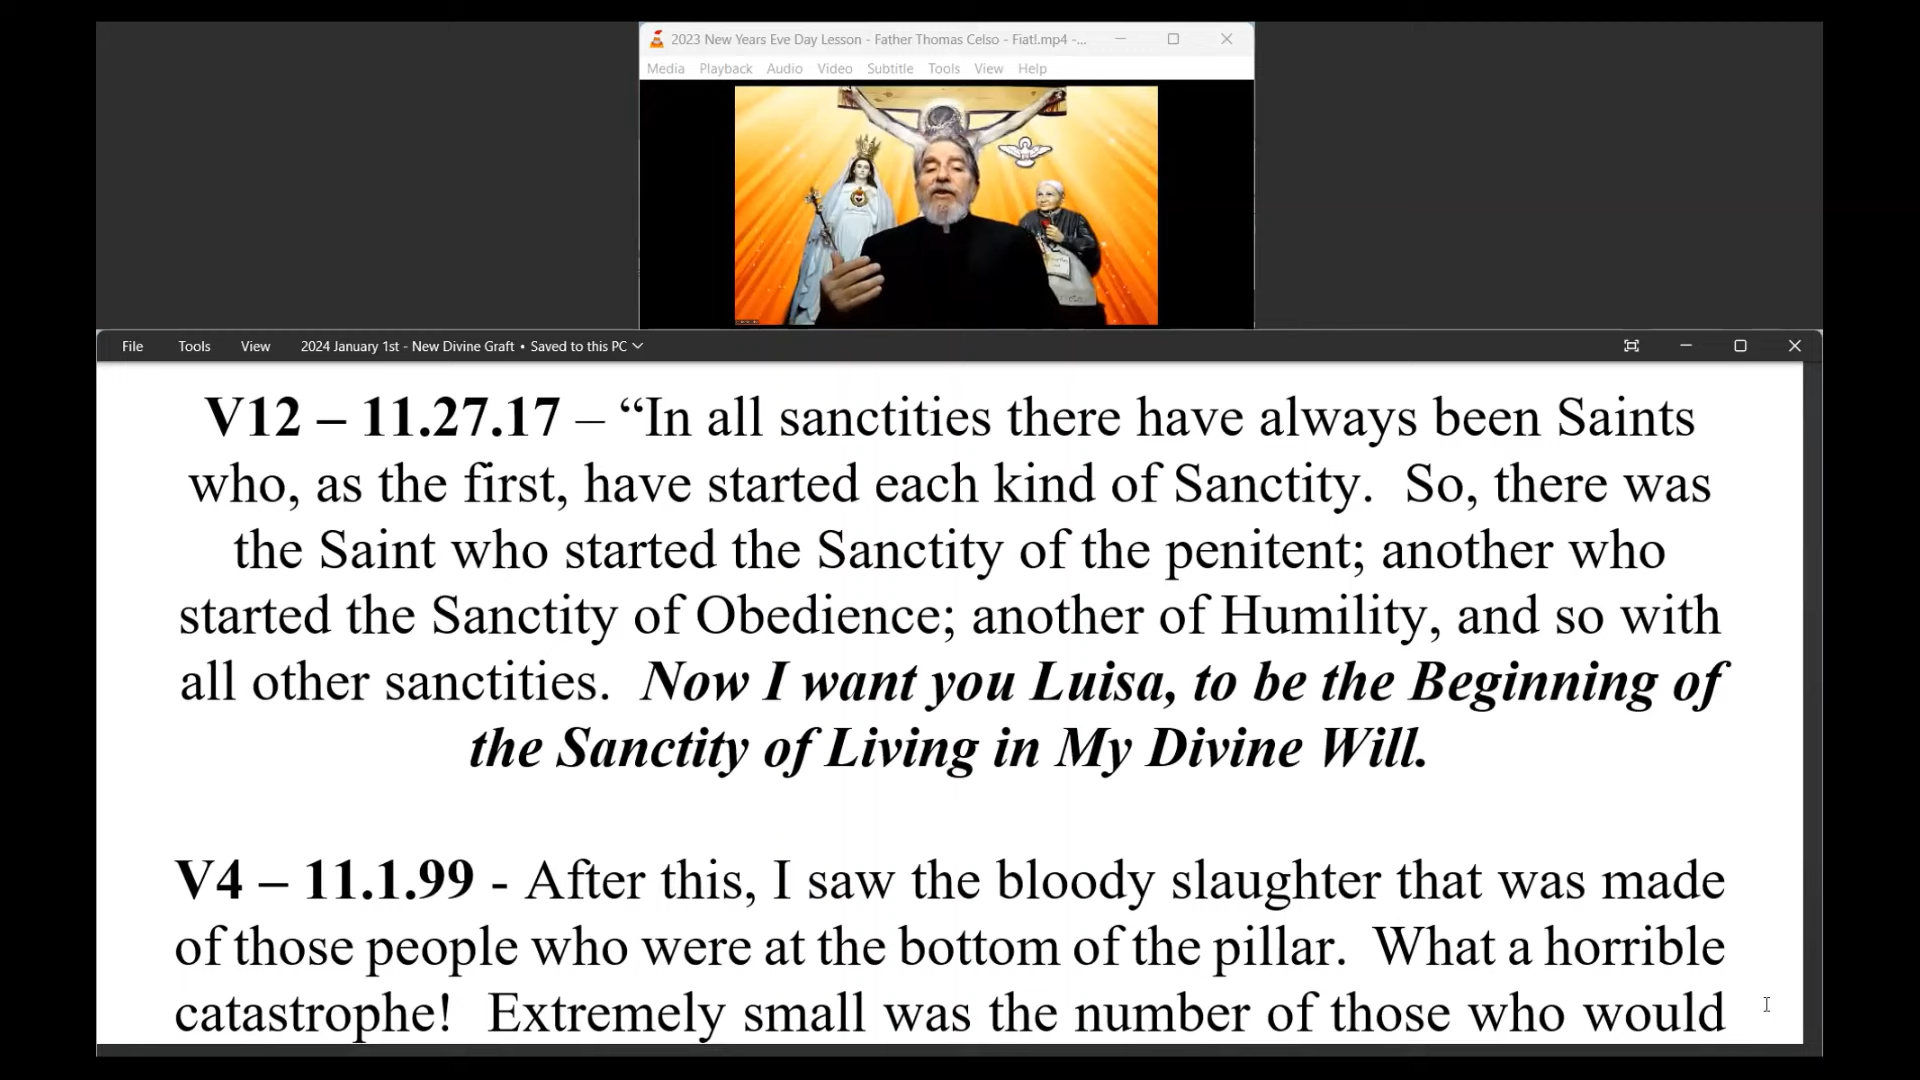 2023 New Years Eve Day Lesson - Father Thomas Celso - Fiat!.mp4 -...
Media Playback Audio Video Subtitle Tools View Help
File Tools View 2024 January 1st - New Divine Graft • Saved to this PC
V12 – 11.27.17 – “In all sanctities there have always been Saints
who, as the first, have started each kind of Sanctity. So, there was
the Saint who started the Sanctity of the penitent; another who
started the Sanctity of Obedience; another of Humility, and so with
all other sanctities. Now I want you Luisa, to be the Beginning of
the Sanctity of Living in My Divine Will.
V4 – 11.1.99 - After this, I saw the bloody slaughter that was made
of those people who were at the bottom of the pillar. What a horrible
catastrophe! Extremely small was the number of those who would